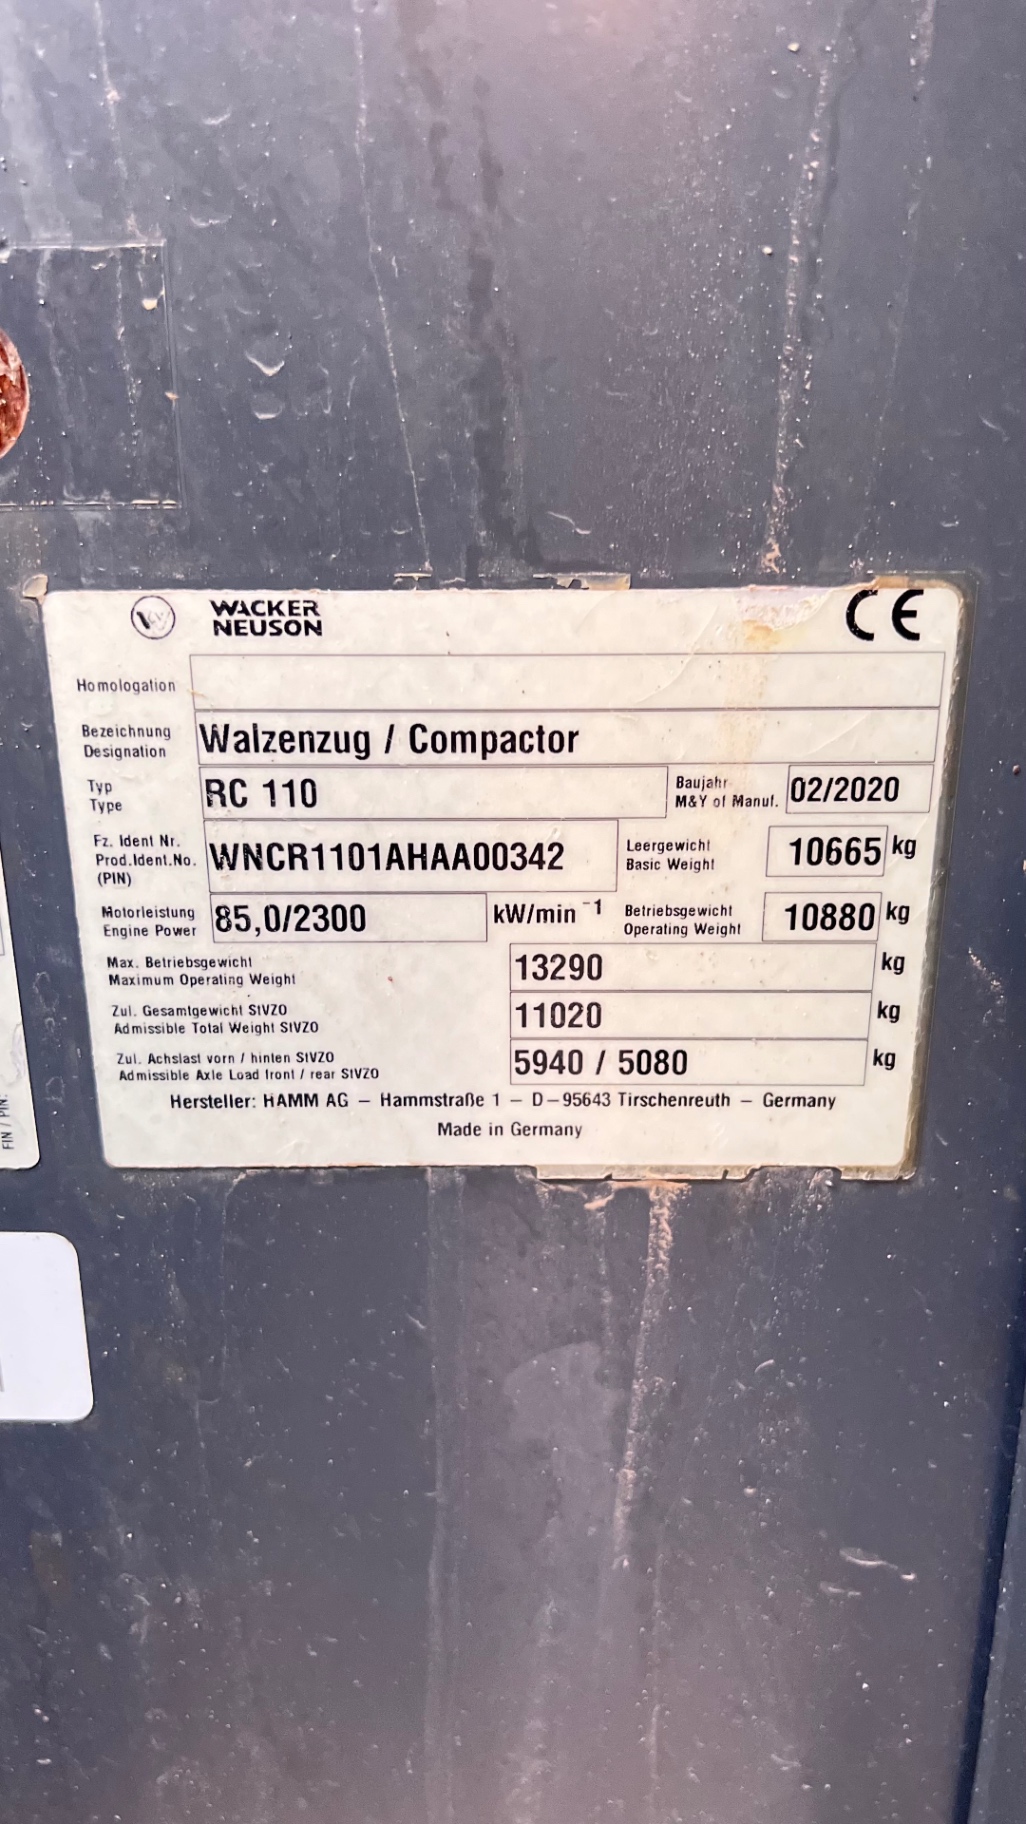 WACKER
NEUSON
CE
Homologation
Bezeichnung
Designation
Walzenzug / Compactor
Typ
Type
RC 110
Baujahr
M&Y of Manuf.
02/2020
Fz. Ident Nr.
Prod.Ident.No.
(PIN)
WNCR1101AHAA00342
Leergewicht
Basic Weight
10665 kg
Motorleistung
Engine Power
85,0/2300 kW/min ⁻¹
Betriebsgewicht
Operating Weight
10880 kg
Max. Betriebsgewicht
Maximum Operating Weight
13290 kg
Zul. Gesamtgewicht StVZO
Admissible Total Weight StVZO
11020 kg
Zul. Achslast vorn / hinten StVZO
Admissible Axle Load front / rear StVZO
5940 / 5080 kg
Hersteller: HAMM AG – Hammstraße 1 – D–95643 Tirschenreuth – Germany
Made in Germany
FIN / PIN: